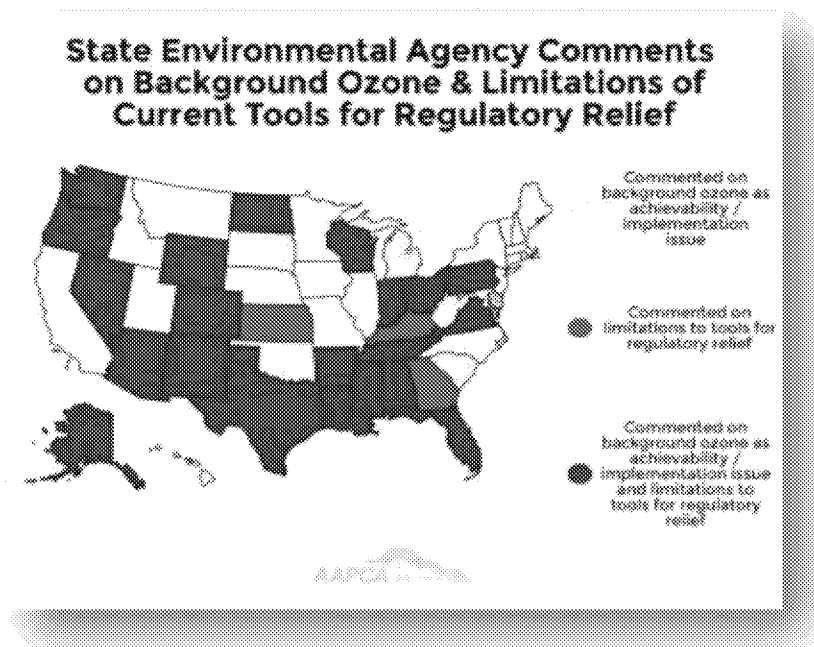 State Environmental Agency Comments
on Background Ozone & Limitations of
Current Tools for Regulatory Relief
Commented on
background ozone as
achievability /
implementation
issue
Commented on
limitations to tools for
regulatory relief
Commented on
background ozone as
achievability /
implementation issue
and limitations to
tools for regulatory
relief
AAPCA